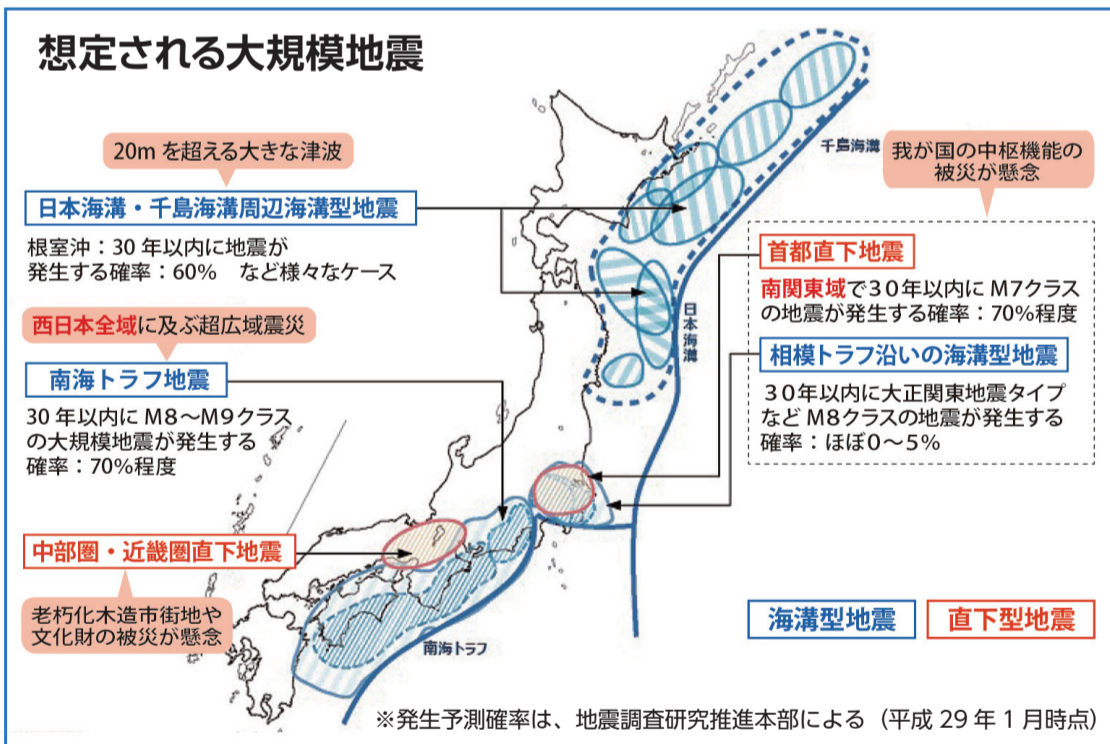 想定される大規模地震
20mを超える大きな津波
日本海溝・千島海溝周辺海溝型地震
根室沖：30年以内に地震が
発生する確率：60%　など様々なケース
西日本全域に及ぶ超広域震災
南海トラフ地震
30年以内にM8～M9クラス
の大規模地震が発生する
確率：70%程度
中部圏・近畿圏直下地震
老朽化木造市街地や
文化財の被災が懸念
千島海溝
日本海溝
南海トラフ
我が国の中枢機能の
被災が懸念
首都直下地震
南関東域で30年以内にM7クラス
の地震が発生する確率：70%程度
相模トラフ沿いの海溝型地震
30年以内に大正関東地震タイプ
などM8クラスの地震が発生する
確率：ほぼ0～5%
海溝型地震
直下型地震
※発生予測確率は、地震調査研究推進本部による（平成29年1月時点）